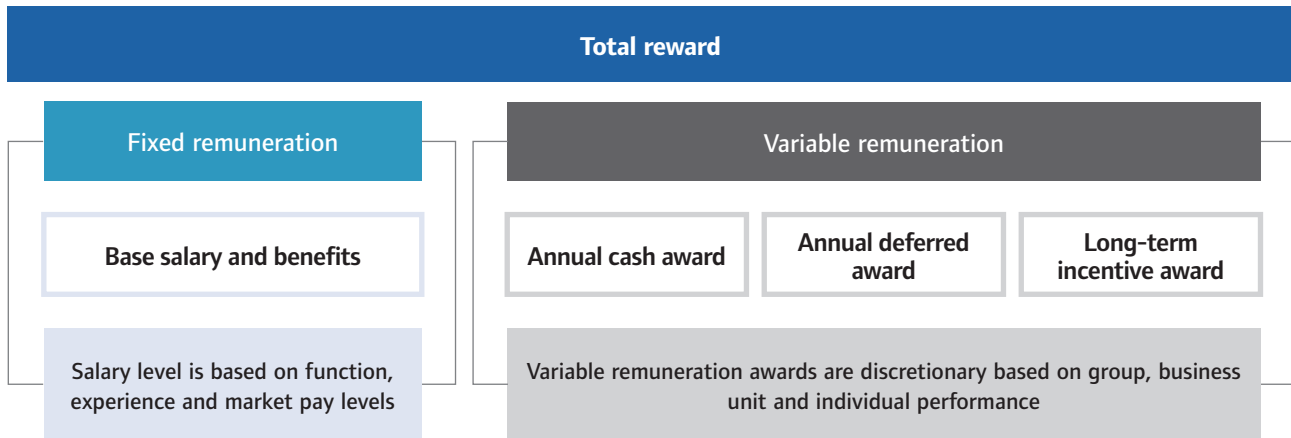 Total reward
Fixed remuneration
Variable remuneration
Base salary and benefits
Annual cash award
Annual deferred
award
Long-term
incentive award
Salary level is based on function,
experience and market pay levels
Variable remuneration awards are discretionary based on group, business
unit and individual performance